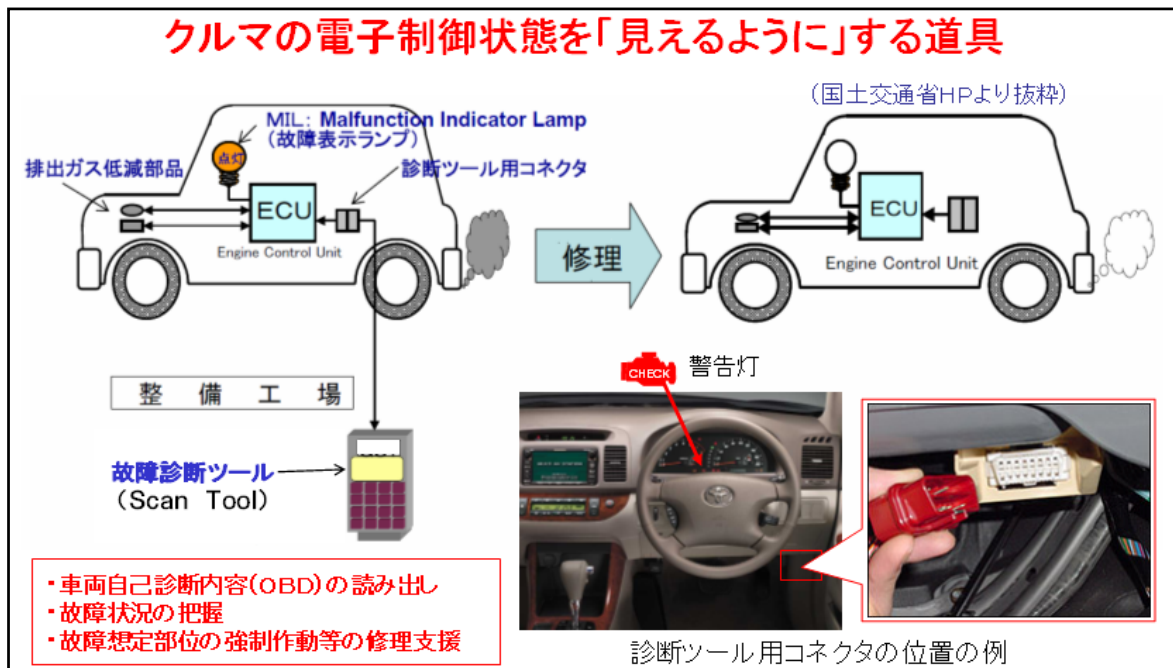 クルマの電子制御状態を「見えるように」する道具
(国土交通省HPより抜粋)
MIL: Malfunction Indicator Lamp
(故障表示ランプ)
点灯
排出ガス低減部品
診断ツール用コネクタ
ECU
Engine Control Unit
修理
ECU
Engine Control Unit
整備工場
CHECK
警告灯
故障診断ツール
(Scan Tool)
・車両自己診断内容(OBD)の読み出し
・故障状況の把握
・故障想定部位の強制作動等の修理支援
診断ツール用コネクタの位置の例